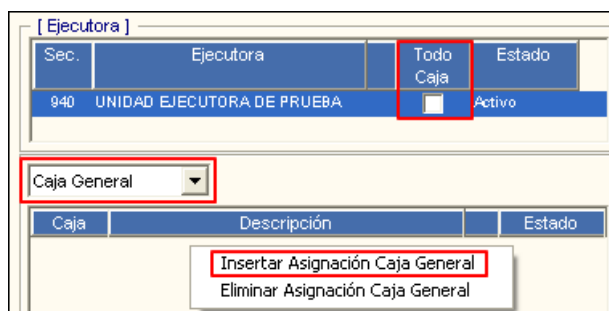 [ Ejecutora ]
Sec. Ejecutora Todo Caja Estado
940 UNIDAD EJECUTORA DE PRUEBA Activo
Caja General
Caja Descripción Estado
Insertar Asignación Caja General
Eliminar Asignación Caja General